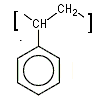 [ CH CH₂ ]